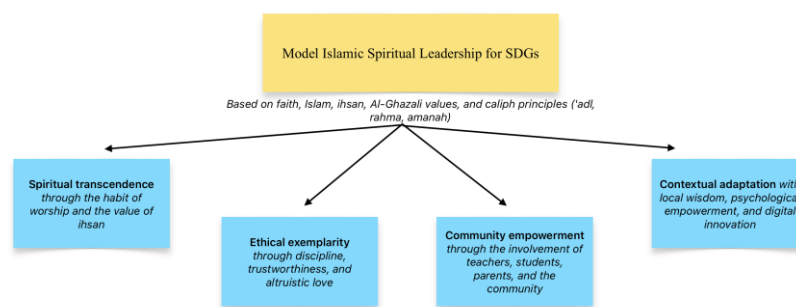 Model Islamic Spiritual Leadership for SDGs
Based on faith, Islam, ihsan, Al-Ghazali values, and caliph principles ('adl,
rahma, amanah)
Spiritual transcendence
through the habit of
worship and the value of
ihsan
Ethical exemplarity
through discipline,
trustworthiness, and
altruistic love
Community empowerment
through the involvement of
teachers, students,
parents, and the
community
Contextual adaptation with
local wisdom, psychological
empowerment, and digital
innovation